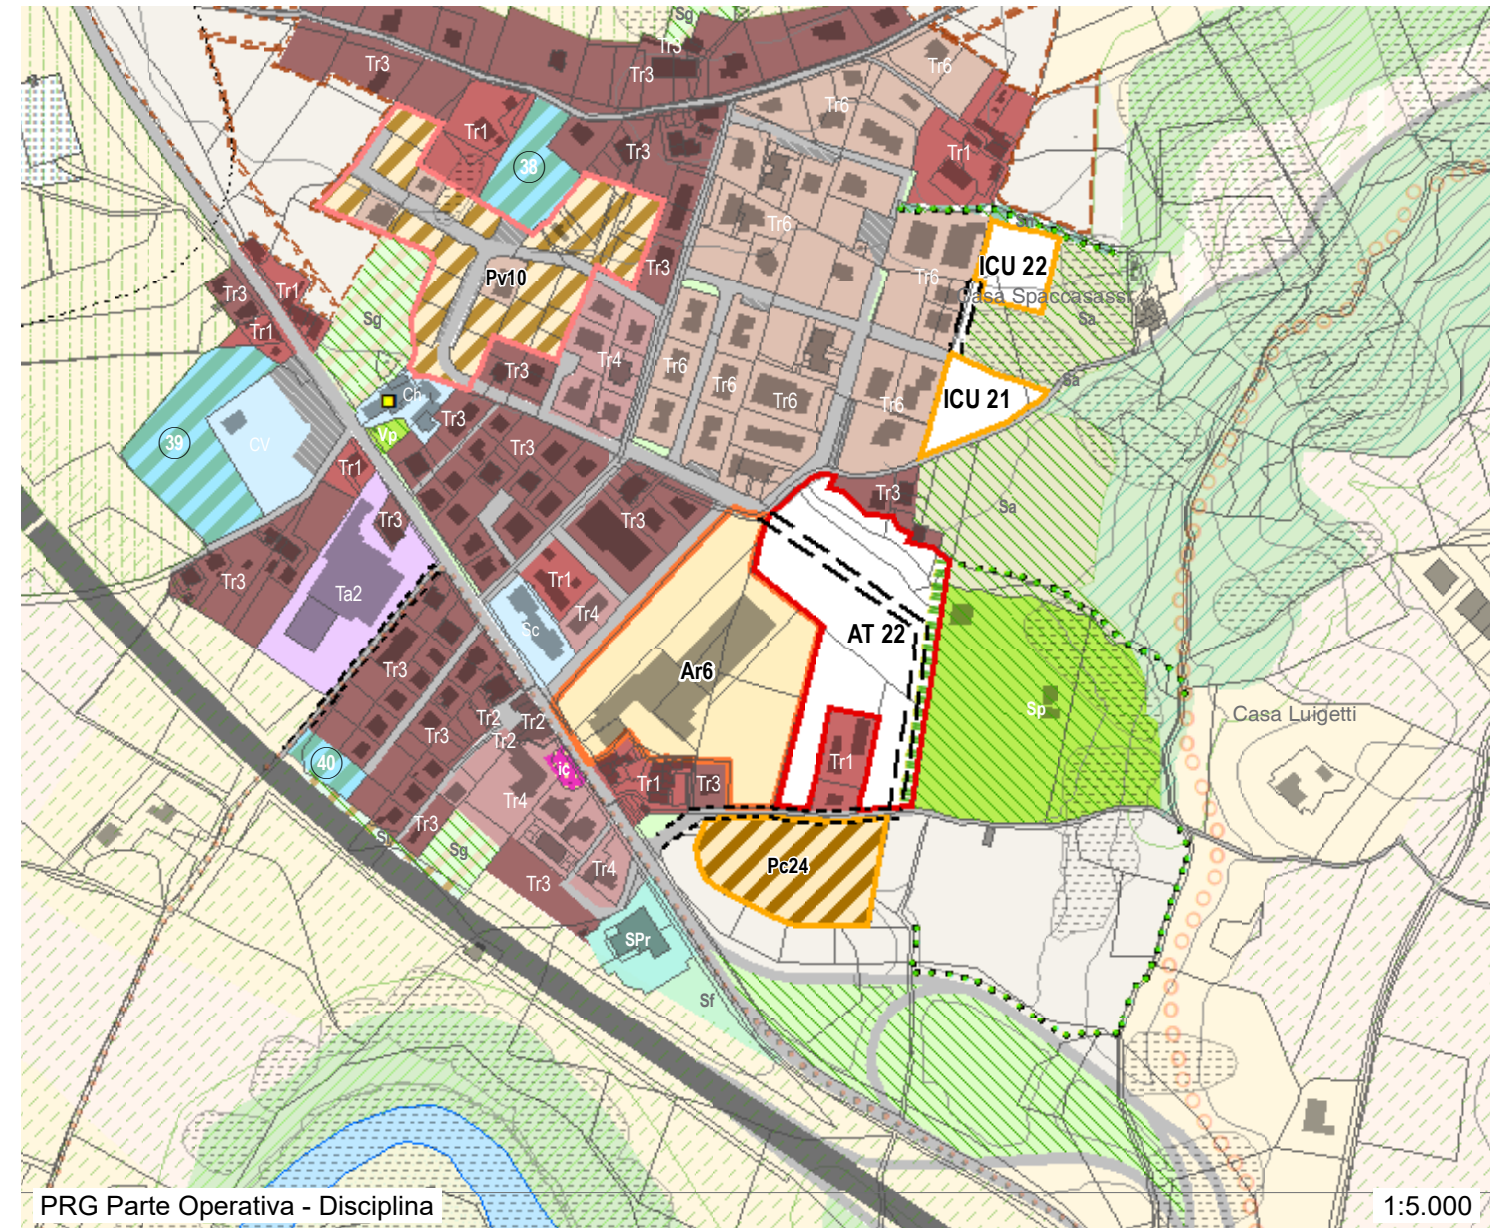 Sg
Tr3
Tr3
Tr3
Tr6
Tr6
Tr1
Tr3
Tr1
38
Tr6
Sm
Tr3
Tr6
ICU 22
Pv10
Casa Spaccasassi
Tr3
Tr1
Tr1
Sg
Sa
Tr4
Tr3
Tr6
Tr6
Tr6
Sa
Cb
ICU 21
Tr6
Tr3
Vp
39
CV
Tr3
Tr1
Tr3
Tr3
Tr3
Sa
Tr3
Ta2
Tr1
Tr4
Sc
AT 22
Ar6
Tr3
Sp
Casa Luigetti
Tr2
Tr2
Tr2
Tr3
40
ic
Tr1
Tr3
Tr1
Tr4
Tr3
Sg
Pc24
Tr4
Tr3
SPr
Sf
PRG Parte Operativa - Disciplina
1:5.000